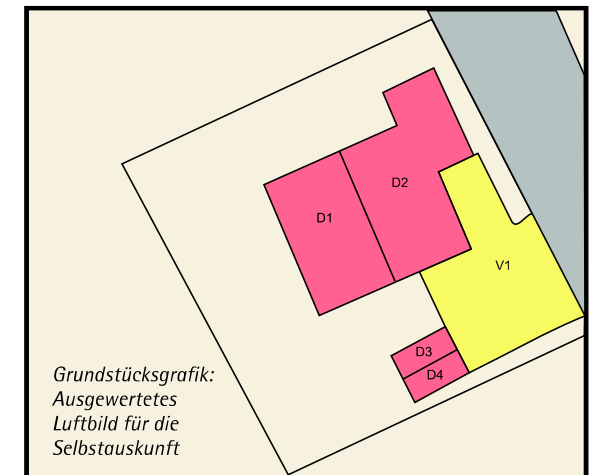 D2
D1
V1
D3
D4
Grundstücksgrafik:
Ausgewertetes
Luftbild für die
Selbstauskunft